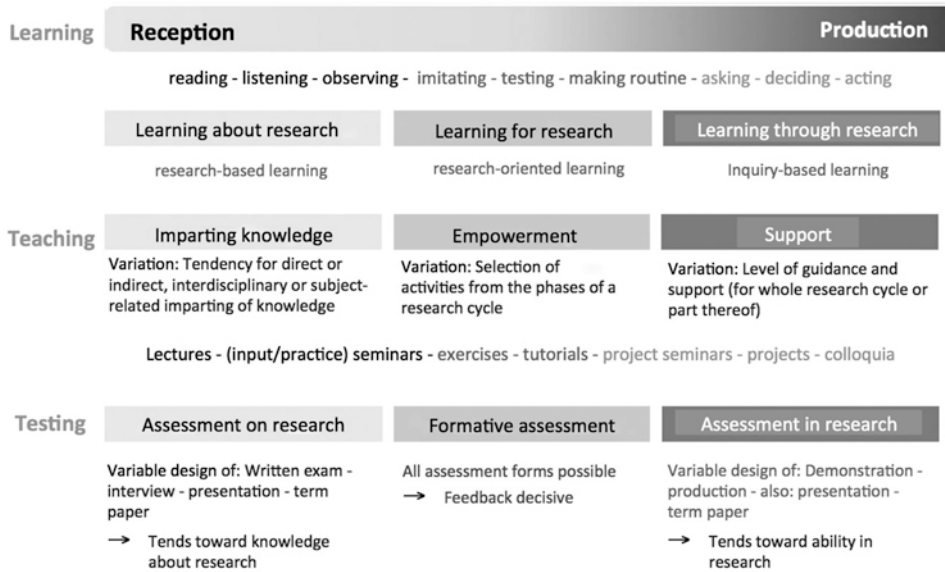 Learning Reception Production
reading - listening - observing - imitating - testing - making routine - asking - deciding - acting
Learning about research
research-based learning
Learning for research
research-oriented learning
Learning through research
Inquiry-based learning
Teaching
Imparting knowledge
Variation: Tendency for direct or
indirect, interdisciplinary or subject-
related imparting of knowledge
Empowerment
Variation: Selection of
activities from the phases of a
research cycle
Support
Variation: Level of guidance and
support (for whole research cycle or
part thereof)
Lectures - (input/practice) seminars - exercises - tutorials - project seminars - projects - colloquia
Testing
Assessment on research
Variable design of: Written exam -
interview - presentation - term
paper
→ Tends toward knowledge
about research
Formative assessment
All assessment forms possible
→ Feedback decisive
Assessment in research
Variable design of: Demonstration -
production - also: presentation -
term paper
→ Tends toward ability in
research